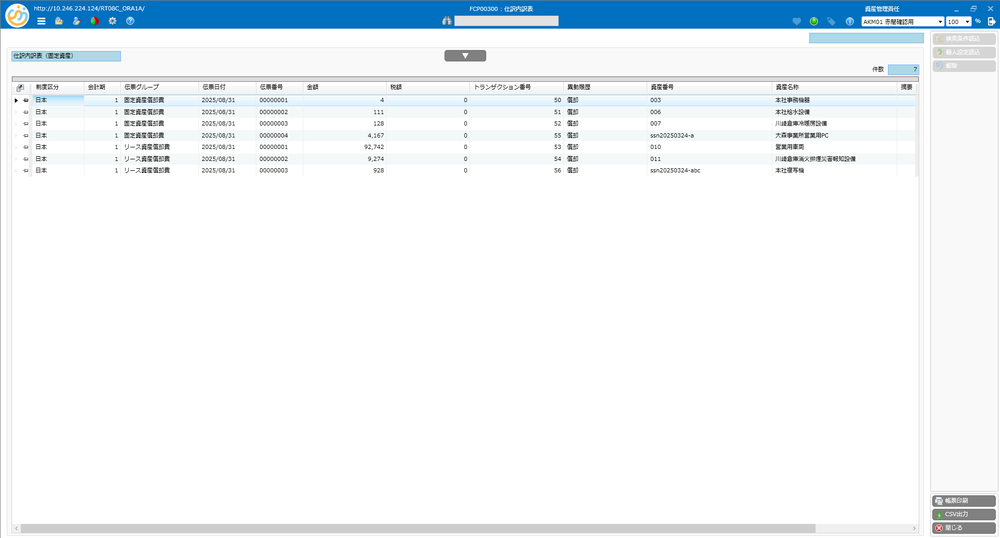 http://10.246.224.124/RT08C_ORA1A/
FCP00300 : 仕訳内訳表
資産管理責任
AKM01 赤間確認用
100
%
検索条件読込
個人設定読込
解除
仕訳内訳表（固定資産）
件数 7
制度区分 会計期 伝票グループ 伝票日付 伝票番号 金額 税額 トランザクション番号 異動履歴 資産番号 資産名称 摘要
日本 1 固定資産償却費 2025/08/31 00000001 4 0 50 償却 003 本社事務機器
日本 1 固定資産償却費 2025/08/31 00000002 111 0 51 償却 006 本社給水設備
日本 1 固定資産償却費 2025/08/31 00000003 128 0 52 償却 007 川崎倉庫冷暖房設備
日本 1 固定資産償却費 2025/08/31 00000004 4,167 0 55 償却 ssn20250324-a 大森事業所営業用PC
日本 1 リース資産償却費 2025/08/31 00000001 92,742 0 53 償却 010 営業用車両
日本 1 リース資産償却費 2025/08/31 00000002 9,274 0 54 償却 011 川崎倉庫消火排煙災害報知設備
日本 1 リース資産償却費 2025/08/31 00000003 928 0 56 償却 ssn20250324-abc 本社複写機
帳票印刷
CSV出力
閉じる